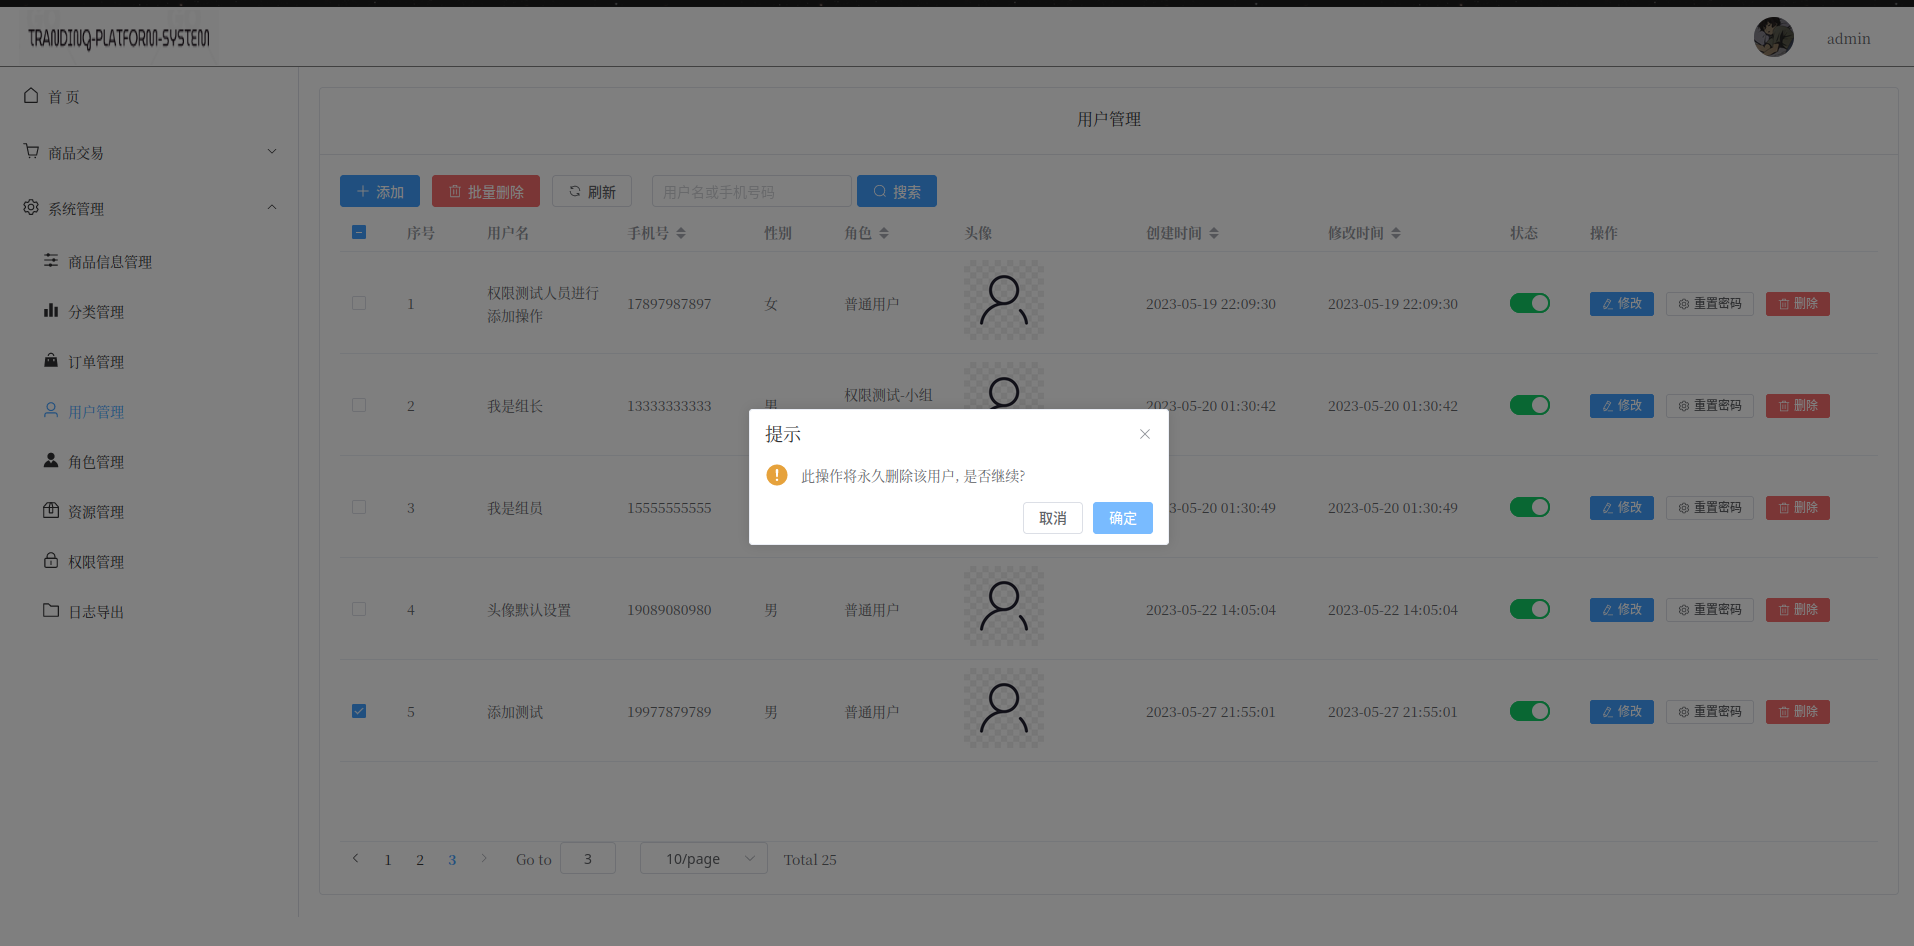 TRANDING-PLATFORM-SYSTEM
admin
首 页
商品交易
系统管理
商品信息管理
分类管理
订单管理
用户管理
角色管理
资源管理
权限管理
日志导出
用户管理
添加 批量删除 刷新 用户名或手机号码 搜索
序号 用户名 手机号 性别 角色 头像 创建时间 修改时间 状态 操作
1 权限测试人员进行 17897987897 女 普通用户 2023-05-19 22:09:30 2023-05-19 22:09:30 修改 重置密码 删除
添加操作
权限测试-小组
2 我是组长 13333333333 男 2023-05-20 01:30:42 2023-05-20 01:30:42 修改 重置密码 删除
提示
此操作将永久删除该用户, 是否继续?
取消 确定
3 我是组员 15555555555 3-05-20 01:30:49 2023-05-20 01:30:49 修改 重置密码 删除
4 头像默认设置 19089080980 男 普通用户 2023-05-22 14:05:04 2023-05-22 14:05:04 修改 重置密码 删除
5 添加测试 19977879789 男 普通用户 2023-05-27 21:55:01 2023-05-27 21:55:01 修改 重置密码 删除
1 2 3 Go to 3 10/page Total 25